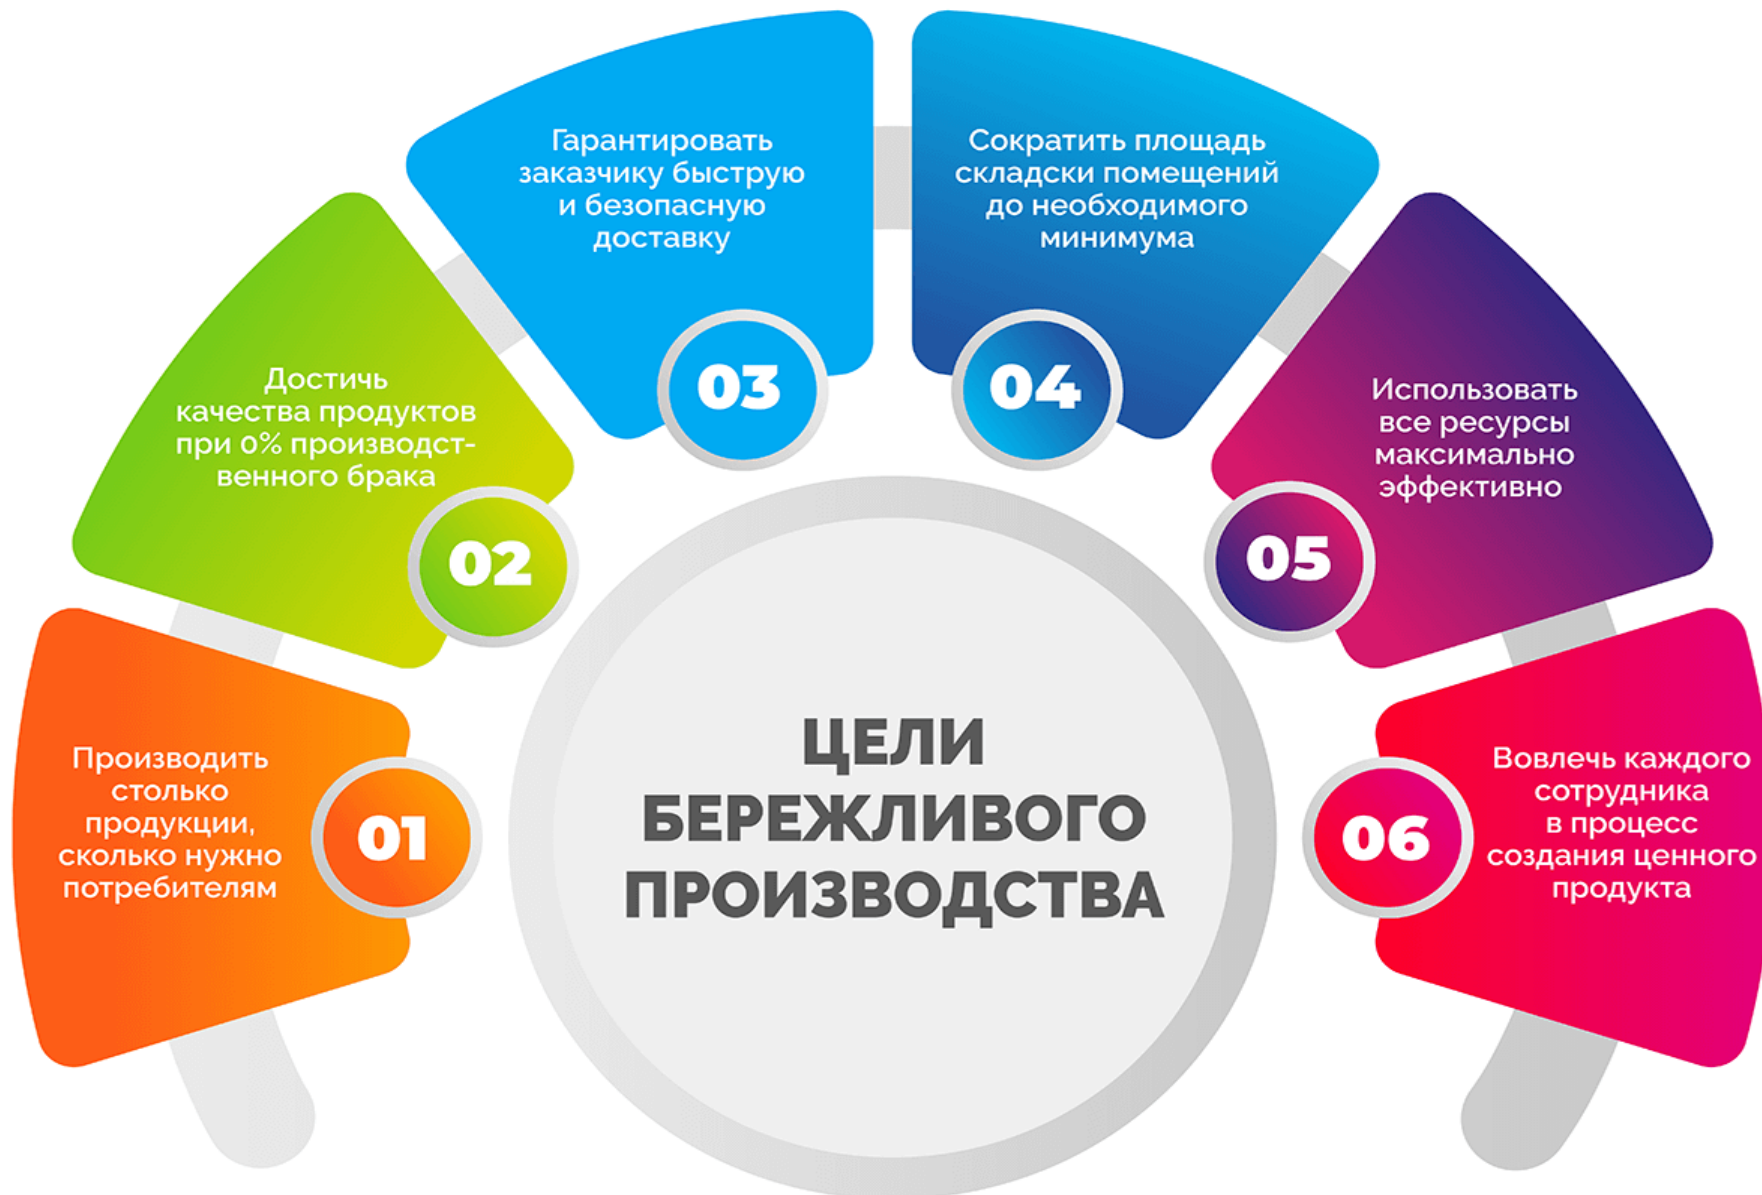 ЦЕЛИ
БЕРЕЖЛИВОГО
ПРОИЗВОДСТВА
Производить
столько
продукции,
сколько нужно
потребителям
01
Достичь
качества продуктов
при 0% производст-
венного брака
02
Гарантировать
заказчику быструю
и безопасную
доставку
03
Сократить площадь
складски помещений
до необходимого
минимума
04
Использовать
все ресурсы
максимально
эффективно
05
Вовлечь каждого
сотрудника
в процесс
создания ценного
продукта
06